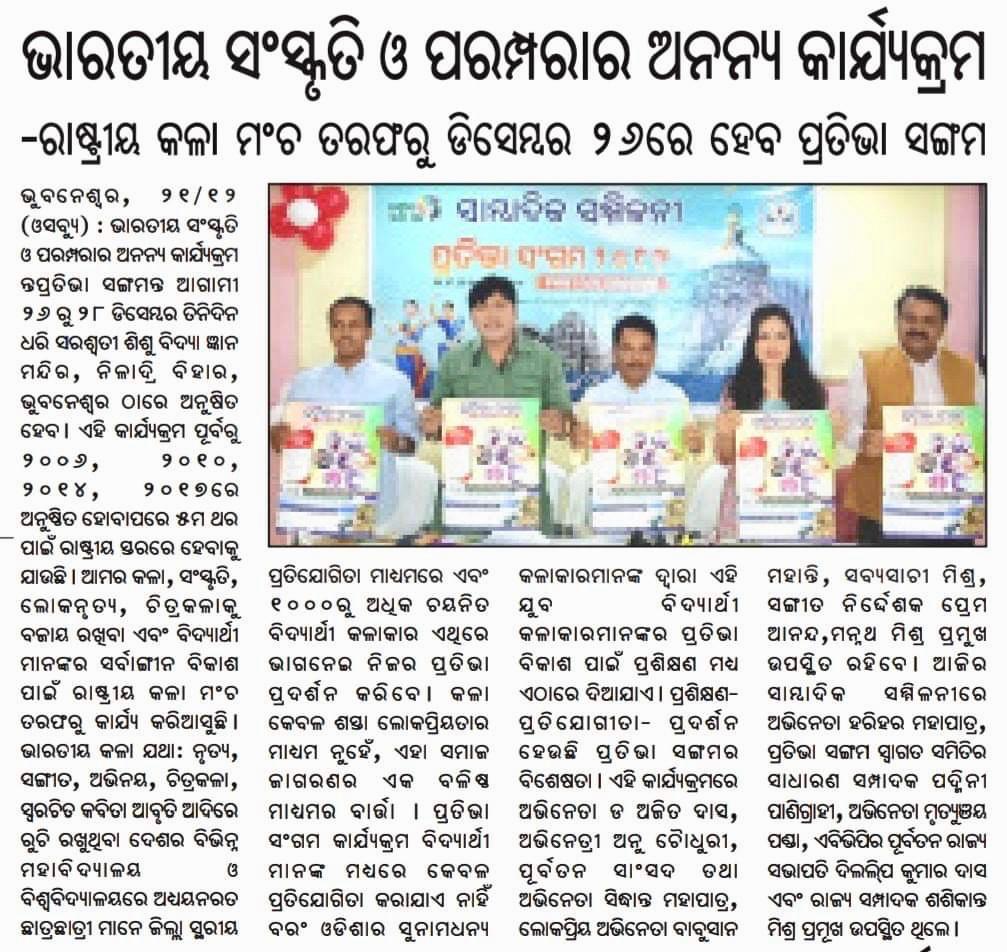 ଭାରତୀୟ ସଂସ୍କୃତି ଓ ପରମ୍ପରାର ଅନନ୍ୟ କାର୍ଯ୍ୟକ୍ରମ
-ରାଷ୍ଟ୍ରୀୟ କଳା ମଂଚ ତରଫରୁ ଡିସେମ୍ବର ୨୬ରେ ହେବ ପ୍ରତିଭା ସଙ୍ଗମ
ଭୁବନେଶ୍ୱର, ୨୧/୧୨
(ଓସବ୍ୟୁ) : ଭାରତୀୟ ସଂସ୍କୃତି
ଓ ପରମ୍ପରାର ଅନନ୍ୟ କାର୍ଯ୍ୟକ୍ରମ
ନ୍ତପ୍ରତିଭା ସଙ୍ଗମନ୍ତ ଆଗାମୀ
୨୬ ରୁ ୨୮ ଡିସେମ୍ବର ତିନିଦିନ
ଧରି ସରଶ୍ୱତୀ ଶିଶୁ ବିଦ୍ୟା ଜ୍ଞାନ
ମନ୍ଦିର, ନିଳାଦ୍ରି ବିହାର,
ଭୁବନେଶ୍ୱର ଠାରେ ଅନୁଷିତ
ହେବ। ଏହି କାର୍ଯ୍ୟକ୍ରମ ପୂର୍ବରୁ
୨୦୦୬, ୨୦୧୦,
୨୦୧୪, ୨୦୧୭ରେ
ଅନୁଷିତ ହୋବାପରେ ୫ମ ଥର
ପାଇଁ ରାଷ୍ଟ୍ରୀୟ ସ୍ତରରେ ହେବାକୁ
ଯାଉଛି। ଆମର କଳା, ସଂସ୍କୃତି,
ଲୋକନୃତ୍ୟ, ଚିତ୍ରକଳାକୁ
ବଜାୟ ରଖିବା ଏବଂ ବିଦ୍ୟାର୍ଥୀ
ମାନଙ୍କର ସର୍ବାଙ୍ଗୀନ ବିକାଶ
ପାଇଁ ରାଷ୍ଟ୍ରୀୟ କଳା ମଂଚ
ତରଫରୁ କାର୍ଯ୍ୟ କରିଆସୁଛି।
ଭାରତୀୟ କଳା ଯଥା: ନୃତ୍ୟ,
ସଙ୍ଗୀତ, ଅଭିନୟ, ଚିତ୍ରକଳା,
ସ୍ୱରଚିତ କବିତା ଆବୃତି ଆଦିରେ
ରୁଚି ରଖୁଥିବା ଦେଶର ବିଭିନ୍ନ
ମହାବିଦ୍ୟାଳୟ ଓ
ବିଶ୍ୱବିଦ୍ୟାଳୟରେ ଅଧ୍ୟୟନରତ
ଛାତ୍ରଛାତ୍ରୀ ମାନେ ଜିଲ୍ଲା ସ୍ଥରୀୟ
ସାମ୍ବାଦିକ ସମ୍ମିଳନୀ
ପ୍ରତିଭା ସଂଗମ
ପ୍ରତିଯୋଗିତା ମାଧ୍ୟମରେ ଏବଂ
୧୦୦୦ରୁ ଅଧିକ ଚୟନିତ
ବିଦ୍ୟାର୍ଥୀ କଳାକାର ଏଥିରେ
ଭାଗନେଇ ନିଜର ପ୍ରତିଭା
ପ୍ରଦର୍ଶନ କରିବେ। କଳା
କେବଳ ଶସ୍ତା ଲୋକପ୍ରିୟତାର
ମାଧ୍ୟମ ନୁହେଁ, ଏହା ସମାଜ
ଜାଗରଣର ଏକ ବଳିଷ୍ଠ
ମାଧ୍ୟମର ବାର୍ତ୍ତା । ପ୍ରତିଭା
ସଂଗମ କାର୍ଯ୍ୟକ୍ରମ ବିଦ୍ୟାର୍ଥୀ
ମାନଙ୍କ ମଧ୍ୟରେ କେବଳ
ପ୍ରତିଯୋଗିତା କରାଯାଏ ନାହିଁ
ବରଂ ଓଡିଶାର ସୁନାମଧନ୍ୟ
କଳାକାରମାନଙ୍କ ଦ୍ୱାରା ଏହି
ଯୁବ ବିଦ୍ୟାର୍ଥୀ
କଳାକାରମାନଙ୍କର ପ୍ରତିଭା
ବିକାଶ ପାଇଁ ପ୍ରଶିକ୍ଷଣ ମଧ୍ୟ
ଏଠାରେ ଦିଆଯାଏ। ପ୍ରଶିକ୍ଷଣ-
ପ୍ରତିଯୋଗୀତା- ପ୍ରଦର୍ଶନ
ହେଉଛି ପ୍ରତିଭା ସଙ୍ଗମର
ବିଶେଷତା। ଏହି କାର୍ଯ୍ୟକ୍ରମରେ
ଅଭିନେତା ଡ ଅଜିତ ଦାସ,
ଅଭିନେତ୍ରୀ ଅନୁ ଚୌଧୁରୀ,
ପୂର୍ବତନ ସାଂସଦ ତଥା
ଅଭିନେତା ସିଦ୍ଧାନ୍ତ ମହାପାତ୍ର,
ଲୋକପ୍ରିୟ ଅଭିନେତା ବାବୁସାନ
ମହାନ୍ତି, ସବ୍ୟସାଚୀ ମିଶ୍ର,
ସଙ୍ଗୀତ ନିର୍ଦ୍ଦେଶକ ପ୍ରେମ
ଆନନ୍ଦ,ମନ୍ମଥ ମିଶ୍ର ପ୍ରମୁଖ
ଉପସ୍ଥିତ ରହିବେ। ଆଜିର
ସାମ୍ବାଦିକ ସମ୍ମିଳନୀରେ
ଅଭିନେତା ହରିହର ମହାପାତ୍ର,
ପ୍ରତିଭା ସଙ୍ଗମ ସ୍ୱାଗତ ସମିତିର
ସାଧାରଣ ସମ୍ପାଦକ ପଦ୍ମିନୀ
ପାଣିଗ୍ରାହୀ, ଅଭିନେତା ମୃତ୍ୟୁଞ୍ଜୟ
ପଣ୍ଡା, ଏବିଭିପିର ପୂର୍ବତନ ରାଜ୍ୟ
ସଭାପତି ଦିଲିପ୍ କୁମାର ଦାସ
ଏବଂ ରାଜ୍ୟ ସମ୍ପାଦକ ଶଶିକାନ୍ତ
ମିଶ୍ର ପ୍ରମୁଖ ଉପସ୍ଥିତ ଥିଲେ।